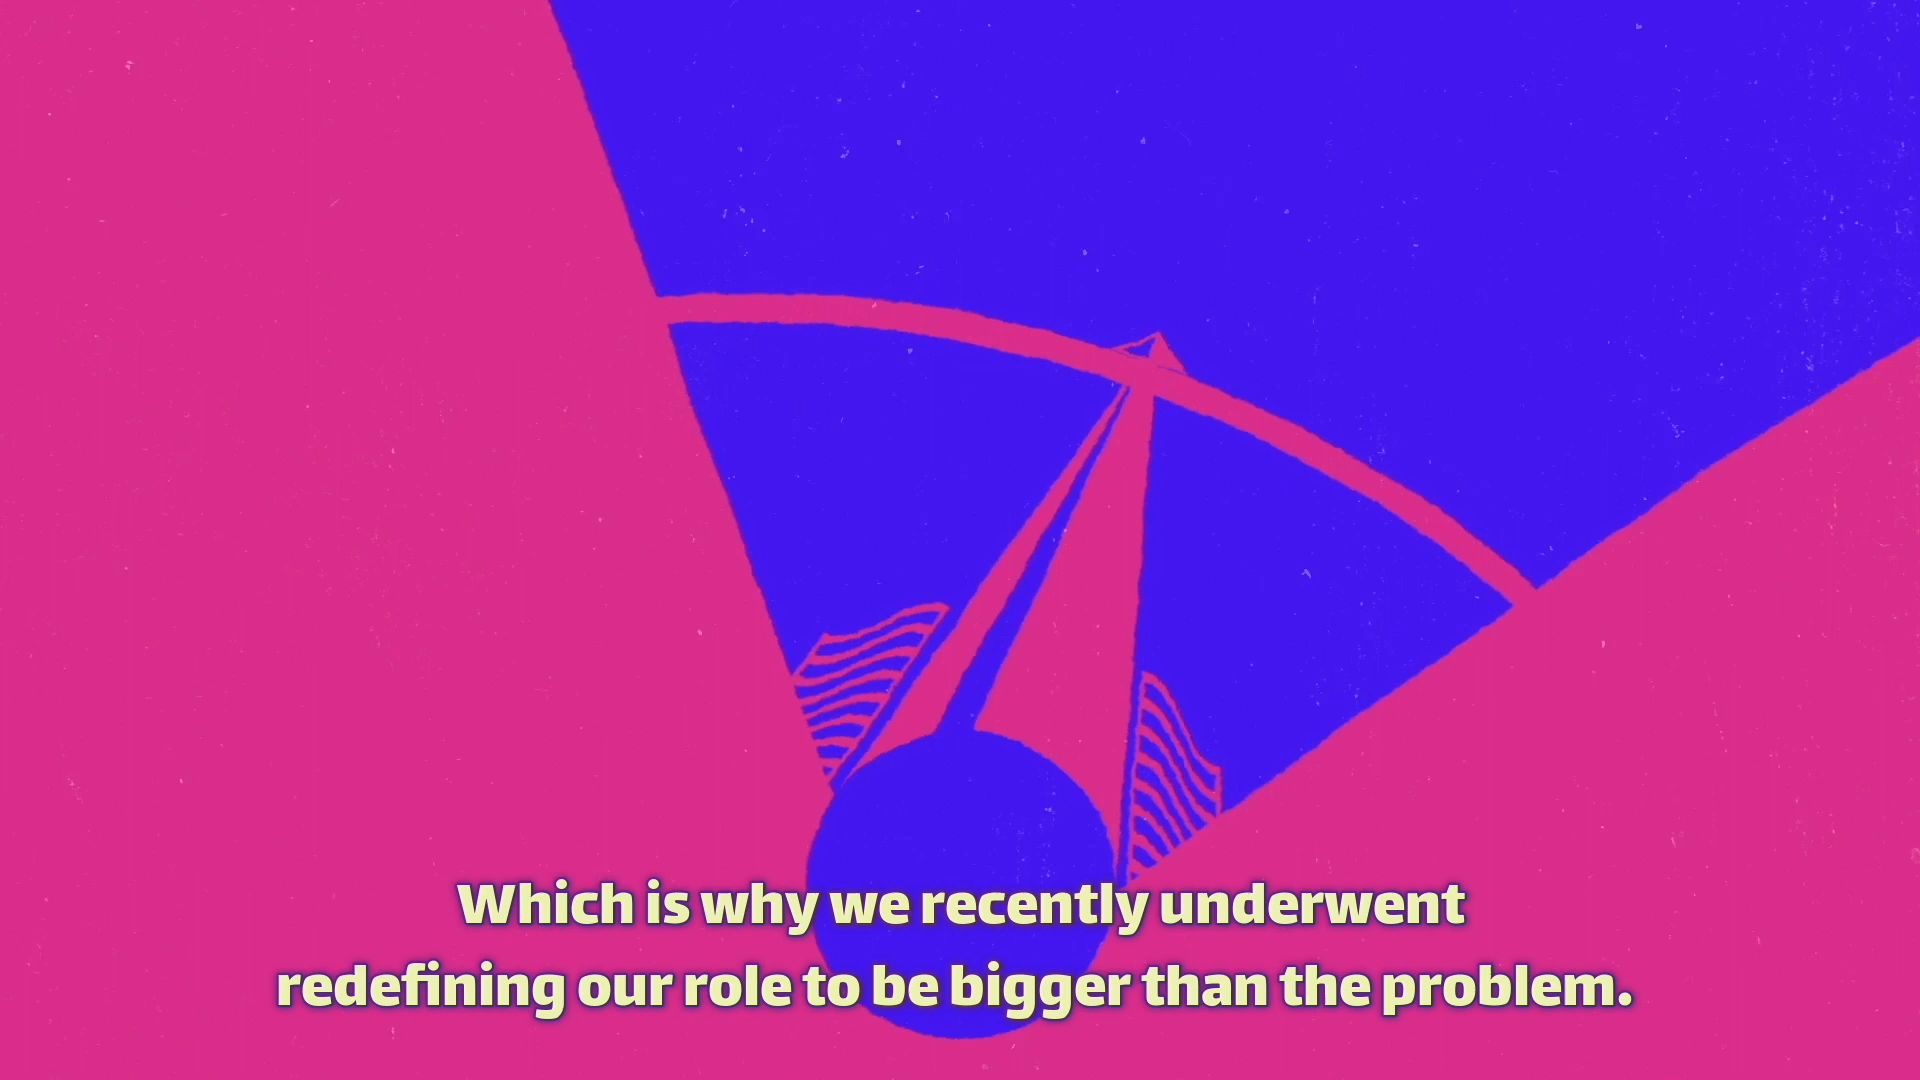 Which is why we recently underwent
redefining our role to be bigger than the problem.